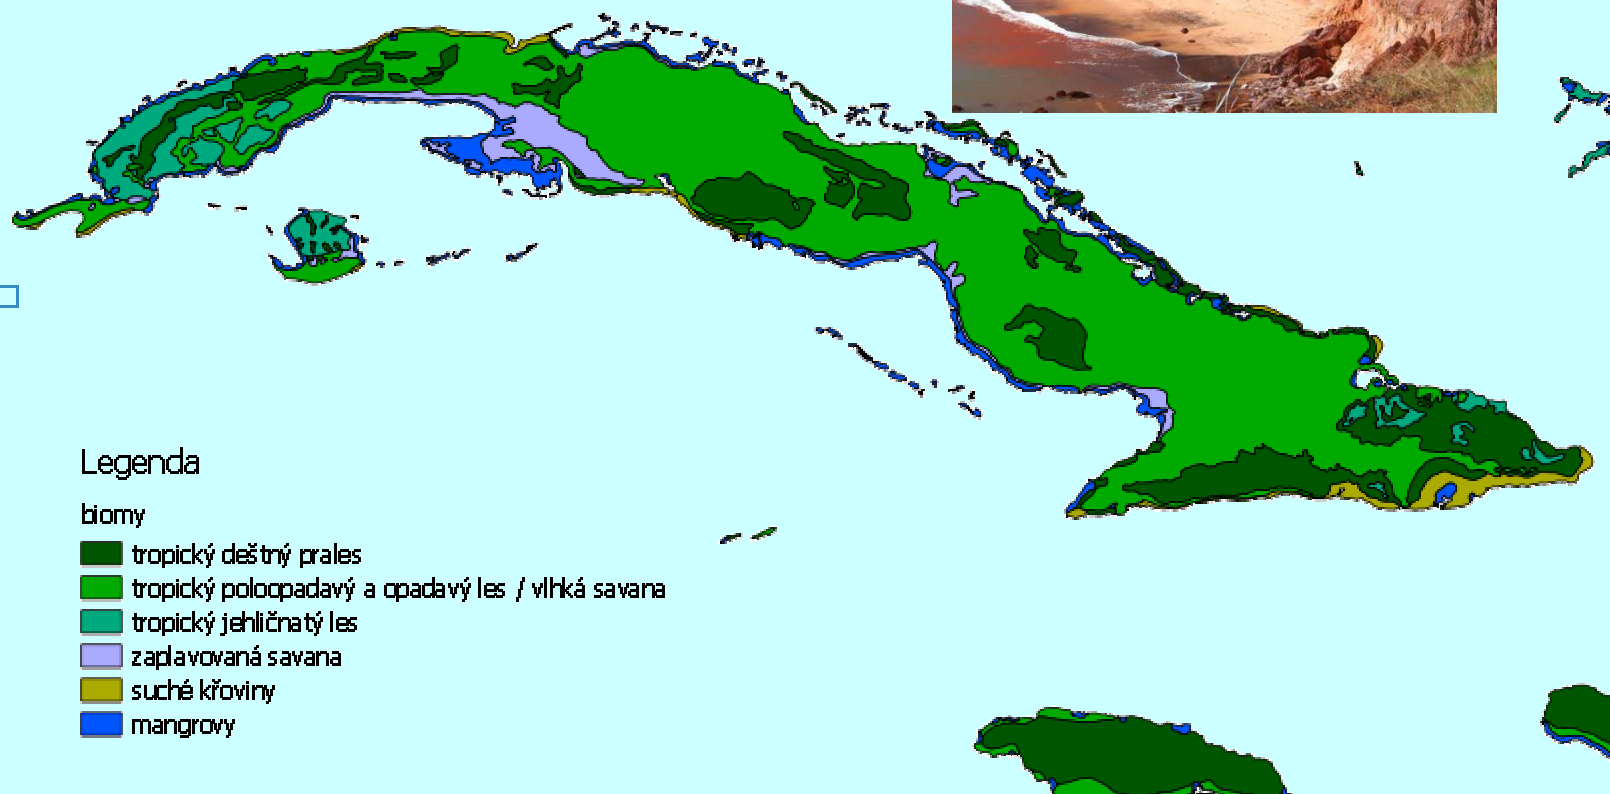 Legenda
biomy
tropický deštný prales
tropický poloopadavý a opadavý les / vlhká savana
tropický jehličnatý les
zaplavovaná savana
suché křoviny
mangrovy